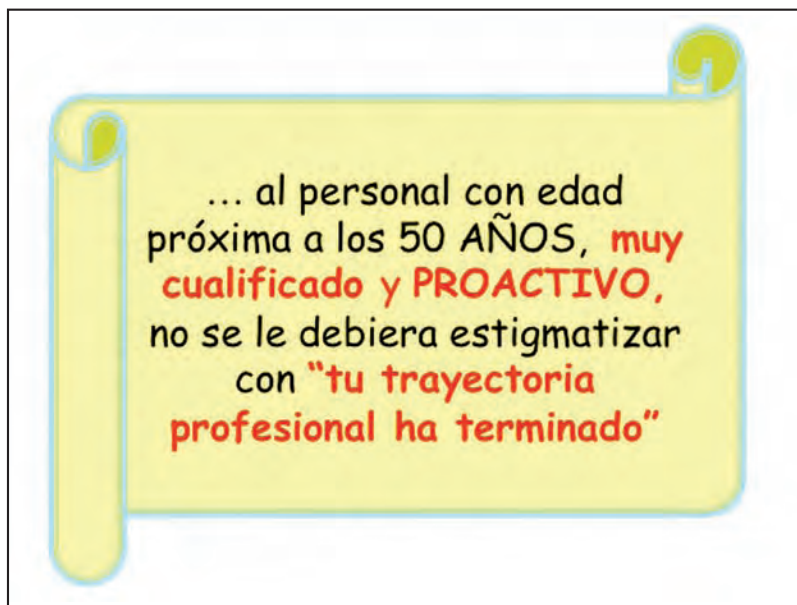 ... al personal con edad
próxima a los 50 AÑOS, muy
cualificado y PROACTIVO,
no se le debiera estigmatizar
con “tu trayectoria
profesional ha terminado”